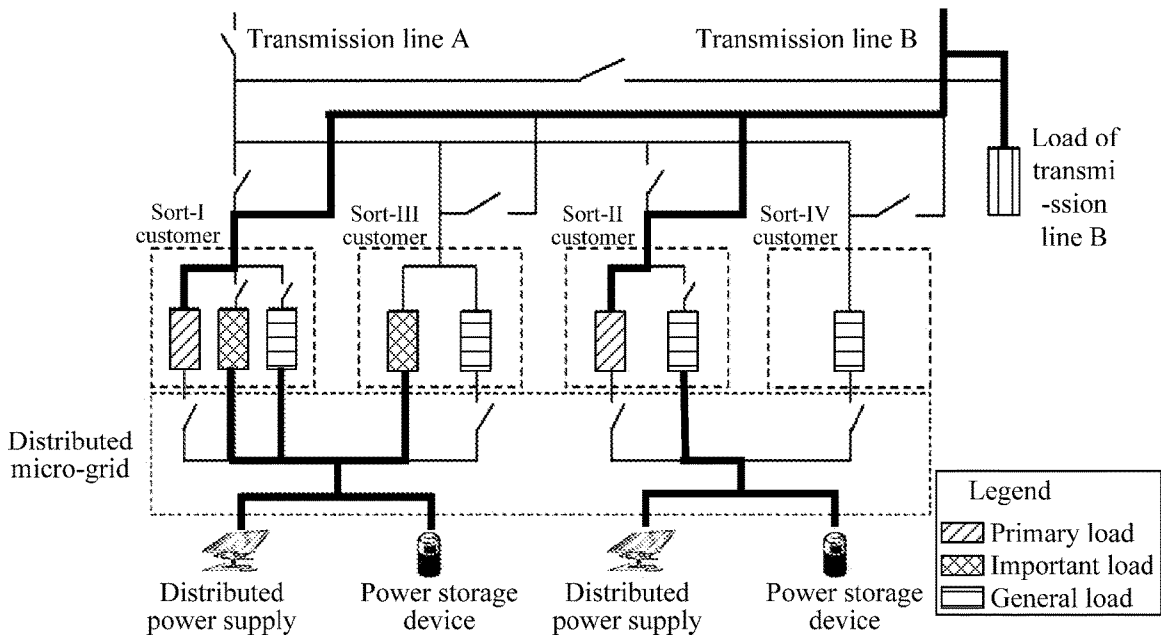 Transmission line A
Transmission line B
Load of
transmi
-ssion
line B
Sort-I
customer
Sort-III
customer
Sort-II
customer
Sort-IV
customer
Distributed
micro-grid
Legend
Primary load
Important load
General load
Distributed
power supply
Power storage
device
Distributed
power supply
Power storage
device